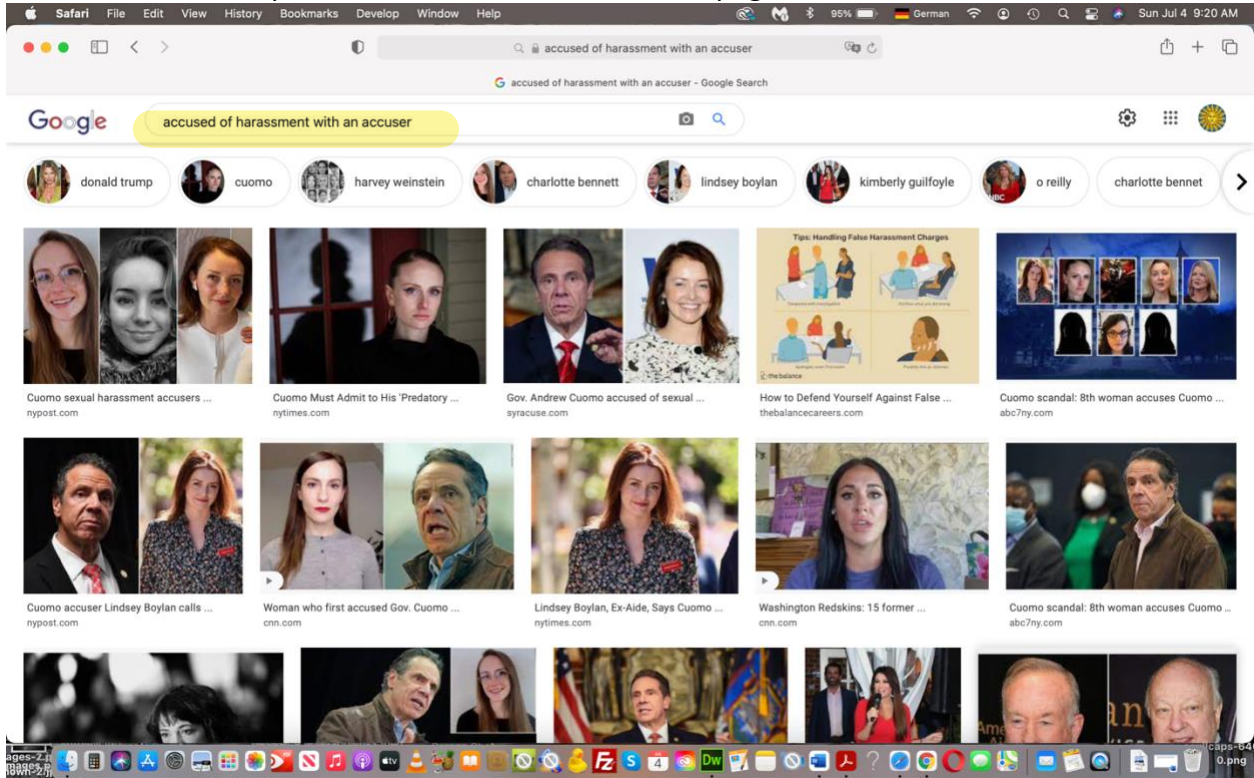 Safari File Edit View History Bookmarks Develop Window Help 95% German Sun Jul 4 9:20 AM
accused of harassment with an accuser
accused of harassment with an accuser - Google Search
Google accused of harassment with an accuser
donald trump cuomo harvey weinstein charlotte bennett lindsey boylan kimberly guilfoyle o reilly charlotte bennet
Tips: Handling False Harassment Charges
the balance
Cuomo sexual harassment accusers ... Cuomo Must Admit to His 'Predatory ... Gov. Andrew Cuomo accused of sexual ... How to Defend Yourself Against False ... Cuomo scandal: 8th woman accuses Cuomo ...
nypost.com nytimes.com syracuse.com thebalancecareers.com abc7ny.com
Cuomo accuser Lindsey Boylan calls ... Woman who first accused Gov. Cuomo ... Lindsey Boylan, Ex-Aide, Says Cuomo ... Washington Redskins: 15 former ... Cuomo scandal: 8th woman accuses Cuomo ...
nypost.com cnn.com nytimes.com cnn.com abc7ny.com